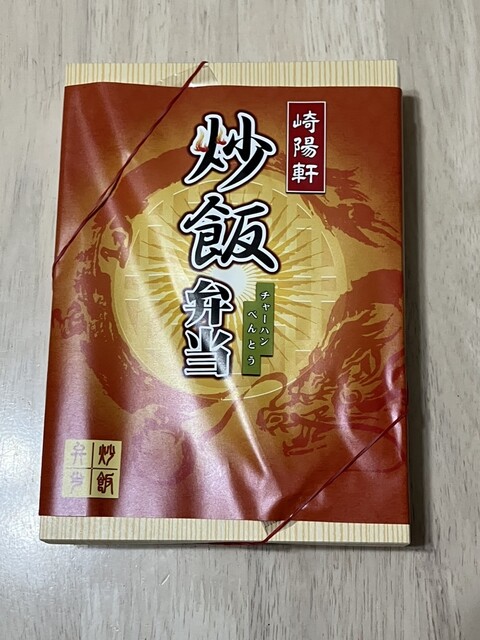 崎陽軒
炒飯
弁当
チャーハン
べんとう
炒飯
弁当